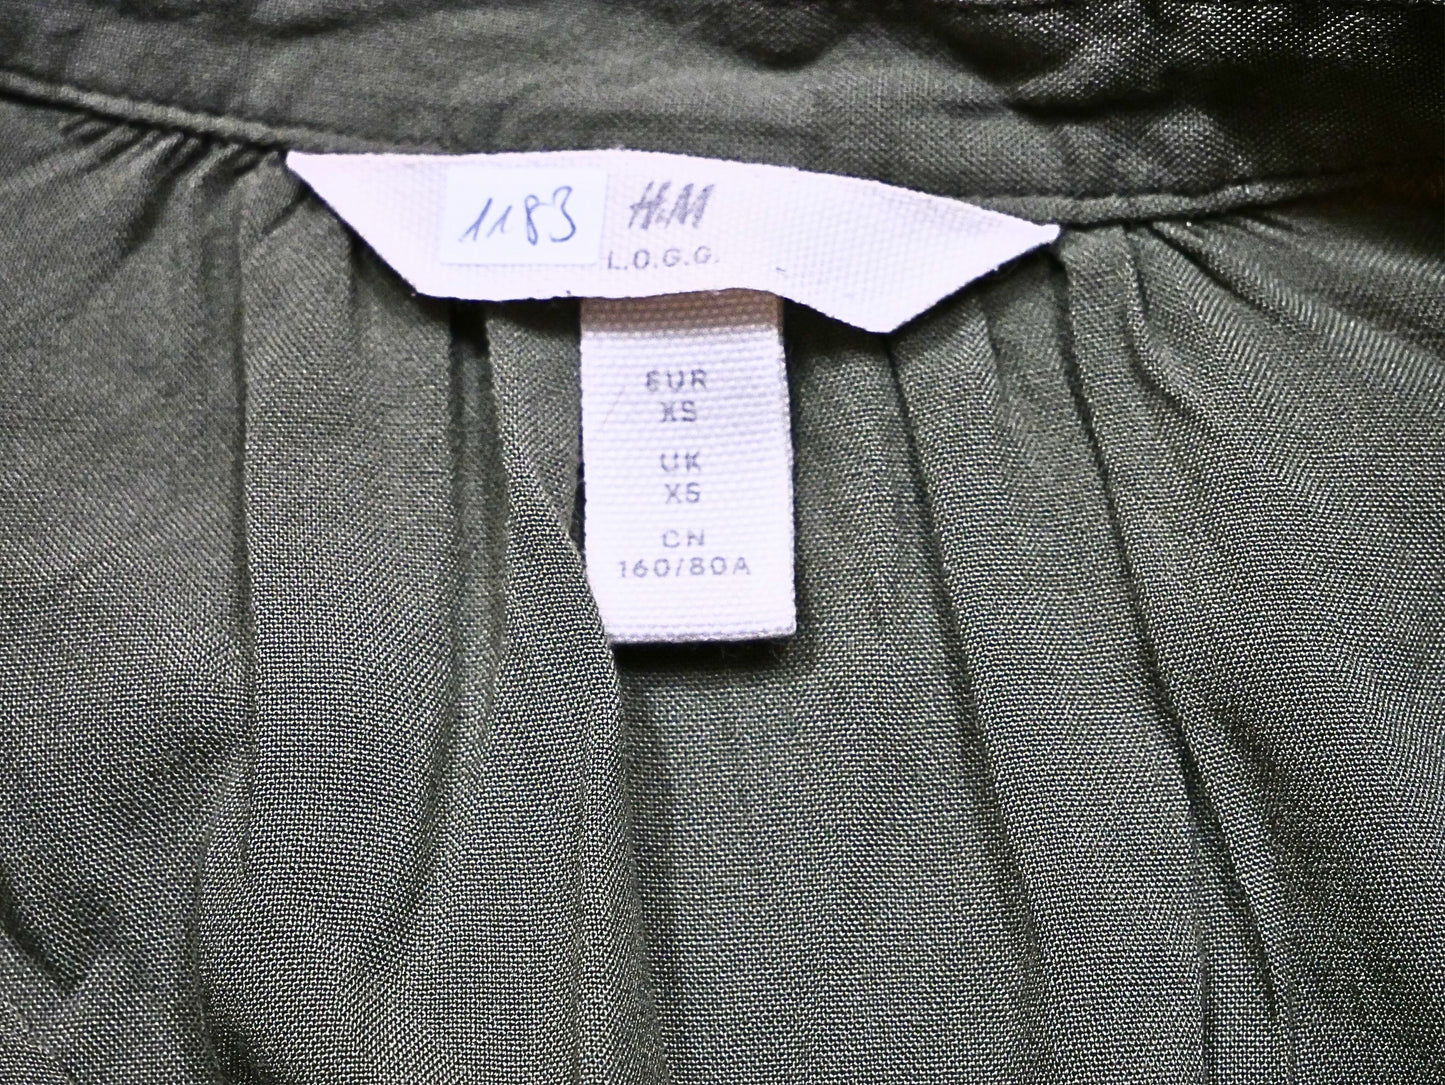 1183
H&M
L.O.G.G.
EUR
XS
UK
XS
CN
160/80A